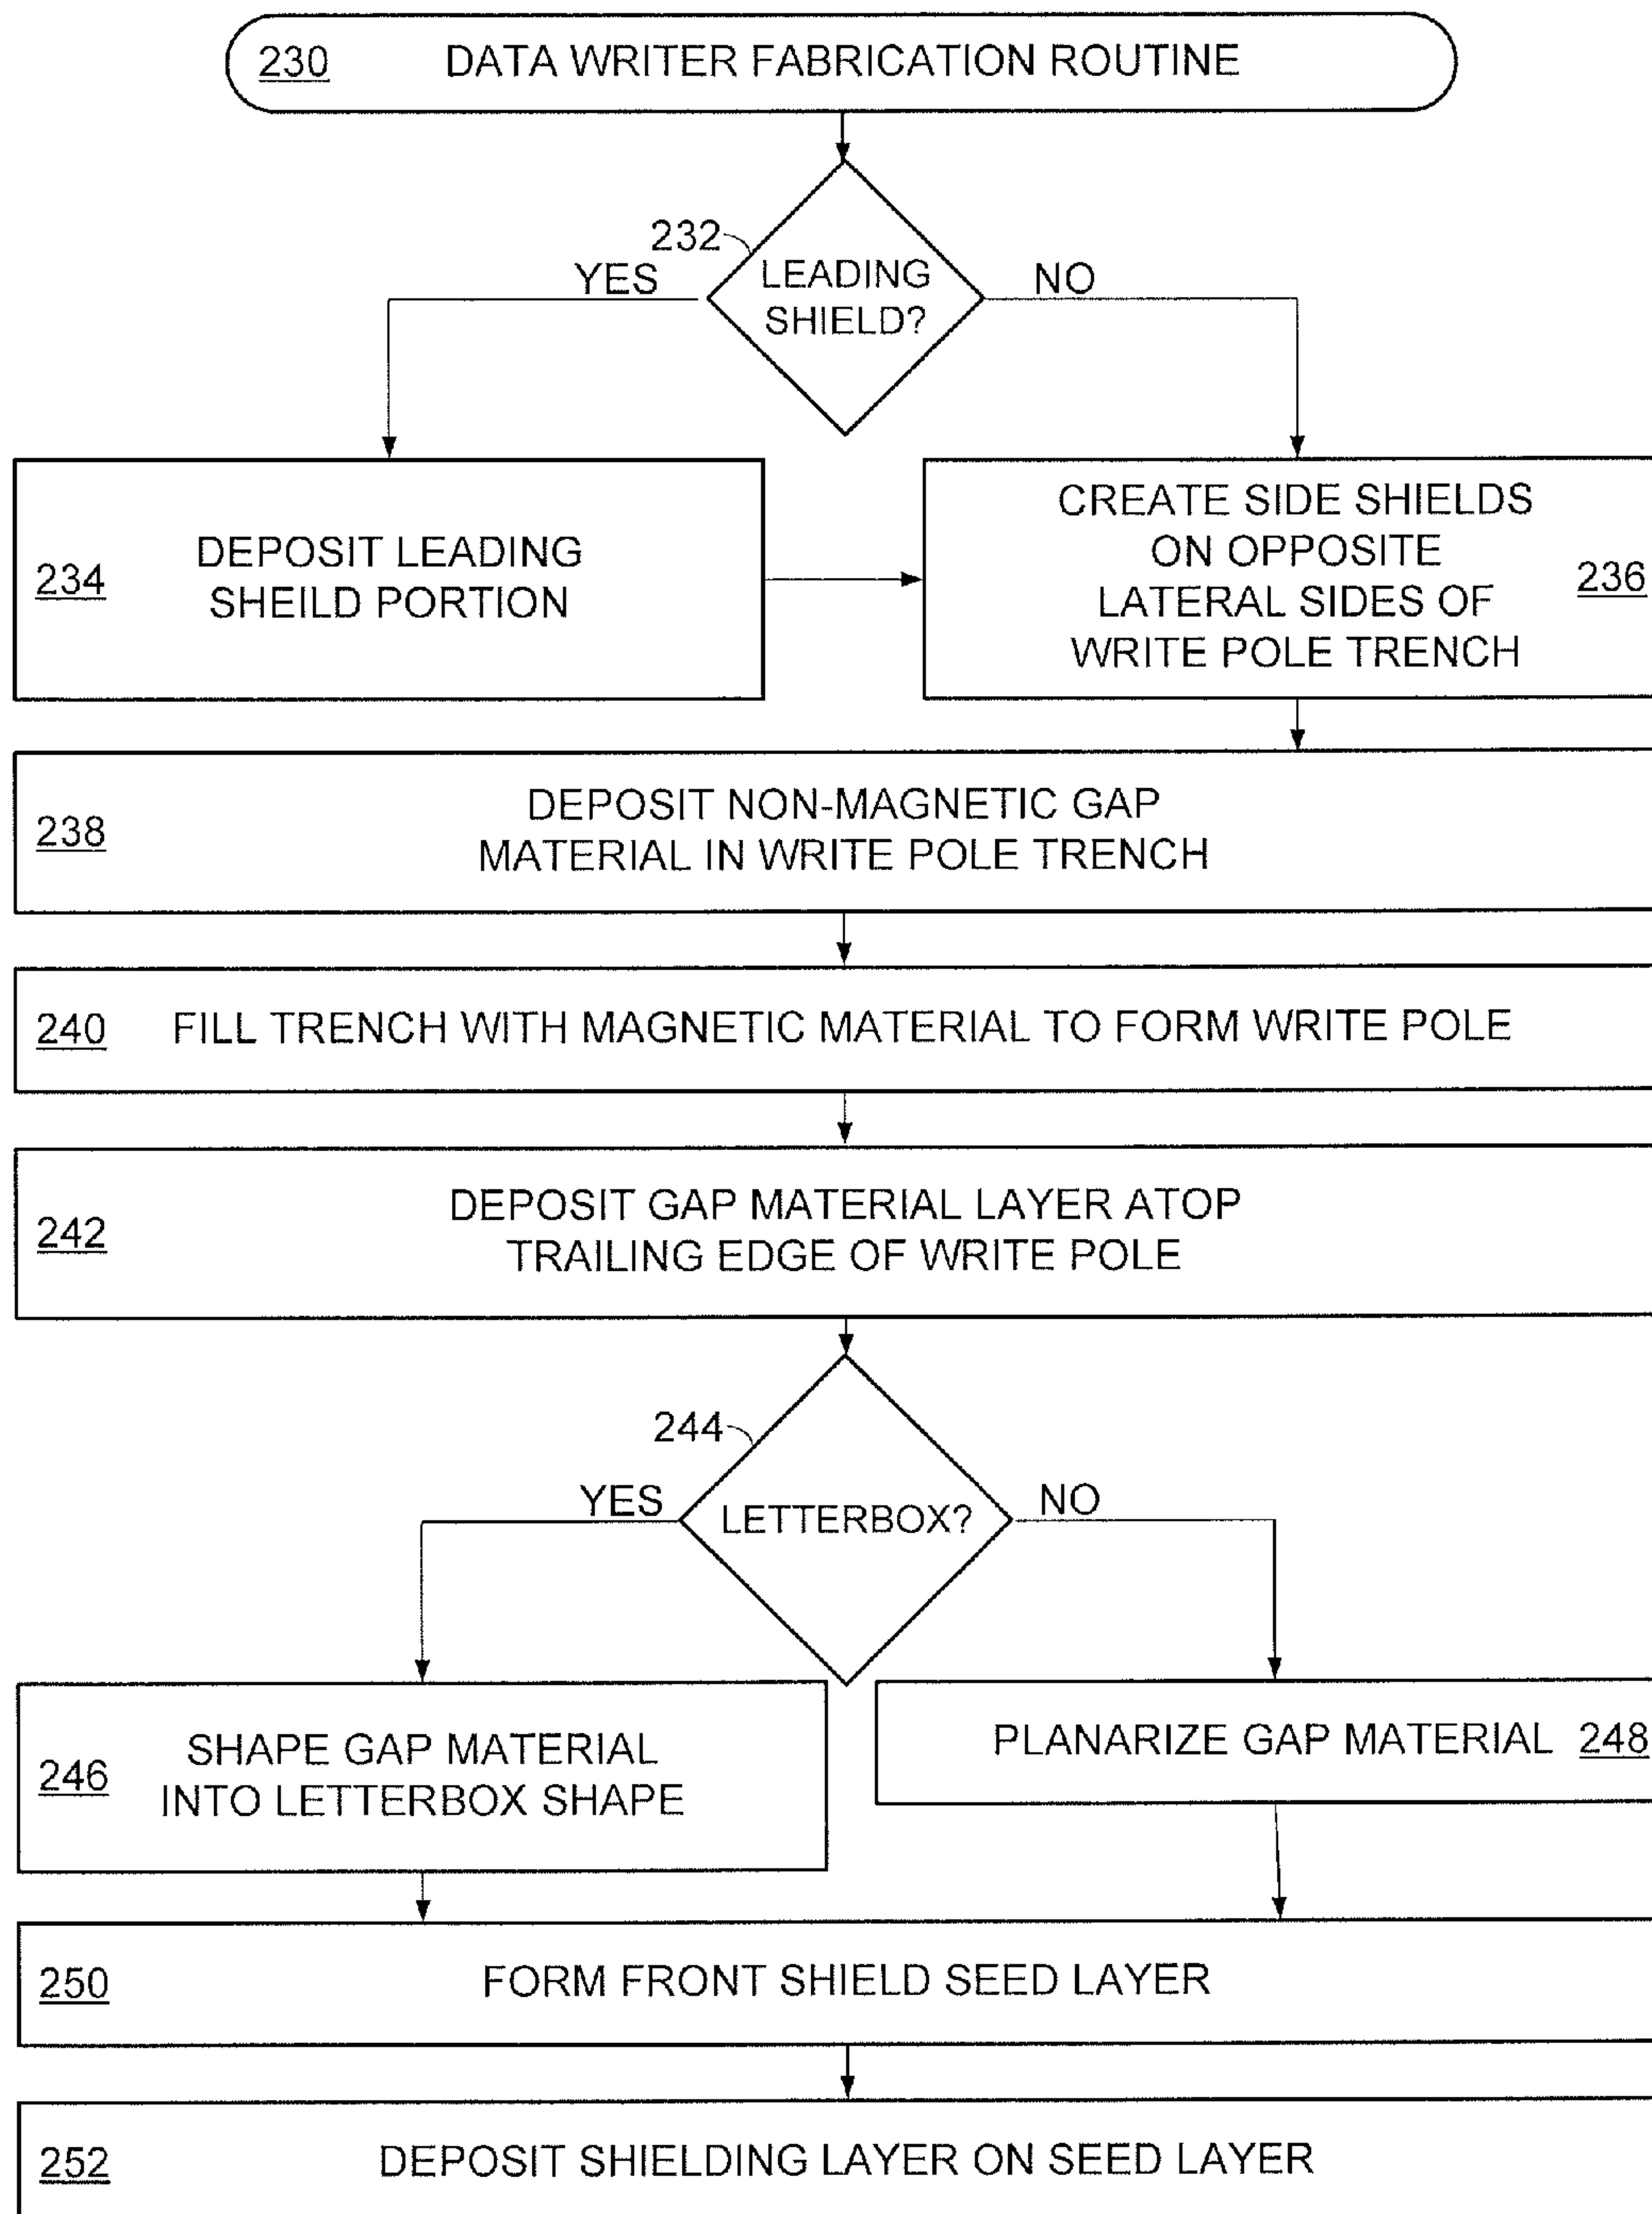 230 DATA WRITER FABRICATION ROUTINE
232
LEADING
SHIELD?
YES
NO
234
DEPOSIT LEADING
SHEILD PORTION
CREATE SIDE SHIELDS
ON OPPOSITE
LATERAL SIDES OF
WRITE POLE TRENCH
236
238
DEPOSIT NON-MAGNETIC GAP
MATERIAL IN WRITE POLE TRENCH
240 FILL TRENCH WITH MAGNETIC MATERIAL TO FORM WRITE POLE
242
DEPOSIT GAP MATERIAL LAYER ATOP
TRAILING EDGE OF WRITE POLE
244
LETTERBOX?
YES
NO
246
SHAPE GAP MATERIAL
INTO LETTERBOX SHAPE
PLANARIZE GAP MATERIAL 248
250 FORM FRONT SHIELD SEED LAYER
252 DEPOSIT SHIELDING LAYER ON SEED LAYER